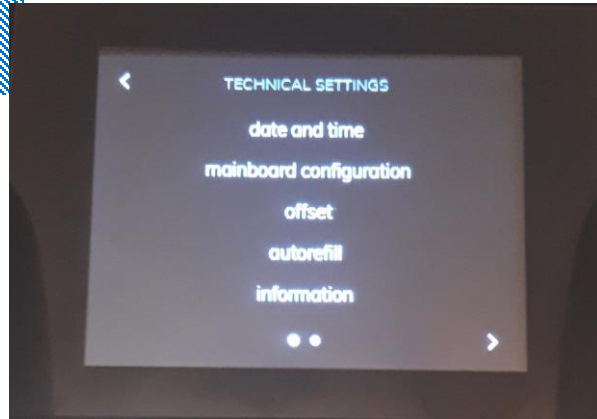 TECHNICAL SETTINGS
date and time
mainboard configuration
offset
autorefill
information